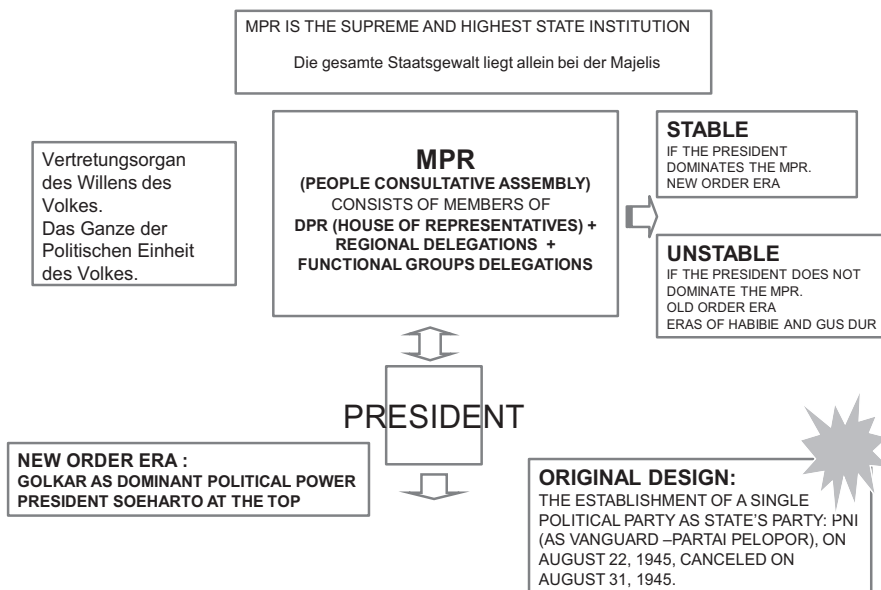 MPR IS THE SUPREME AND HIGHEST STATE INSTITUTION
Die gesamte Staatsgewalt liegt allein bei der Majelis
Vertretungsorgan
des Willens des
Volkes.
Das Ganze der
Politischen Einheit
des Volkes.
MPR
(PEOPLE CONSULTATIVE ASSEMBLY)
CONSISTS OF MEMBERS OF
DPR (HOUSE OF REPRESENTATIVES) +
REGIONAL DELEGATIONS +
FUNCTIONAL GROUPS DELEGATIONS
STABLE
IF THE PRESIDENT
DOMINATES THE MPR.
NEW ORDER ERA
UNSTABLE
IF THE PRESIDENT DOES NOT
DOMINATE THE MPR.
OLD ORDER ERA
ERAS OF HABIBIE AND GUS DUR
PRESIDENT
NEW ORDER ERA :
GOLKAR AS DOMINANT POLITICAL POWER
PRESIDENT SOEHARTO AT THE TOP
ORIGINAL DESIGN:
THE ESTABLISHMENT OF A SINGLE
POLITICAL PARTY AS STATE'S PARTY: PNI
(AS VANGUARD –PARTAI PELOPOR), ON
AUGUST 22, 1945, CANCELED ON
AUGUST 31, 1945.